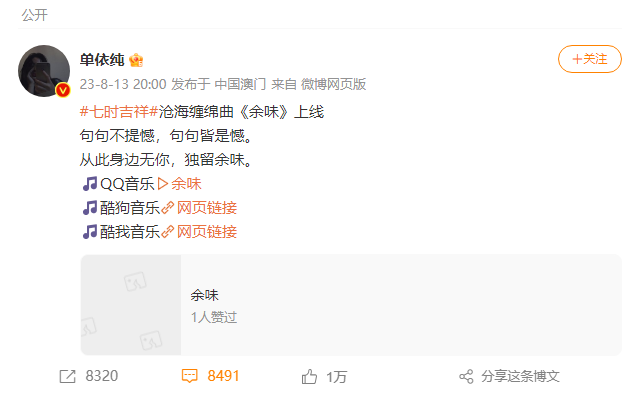 公开
单依纯
+关注
23-8-13 20:00 发布于 中国澳门 来自 微博网页版
#七时吉祥#沧海缠绵曲《余味》上线
句句不提憾，句句皆是憾。
从此身边无你，独留余味。
QQ音乐余味
酷狗音乐网页链接
酷我音乐网页链接
余味
1人赞过
8320 8491 1万 分享这条博文